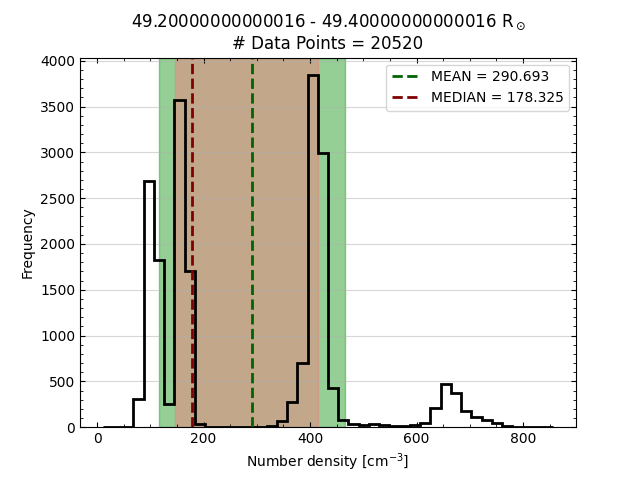 49.20000000000016 - 49.40000000000016 R⊙
# Data Points = 20520
MEAN = 290.693
MEDIAN = 178.325
Frequency
4000
3500
3000
2500
2000
1500
1000
500
0
0 200 400 600 800
Number density [cm⁻³]